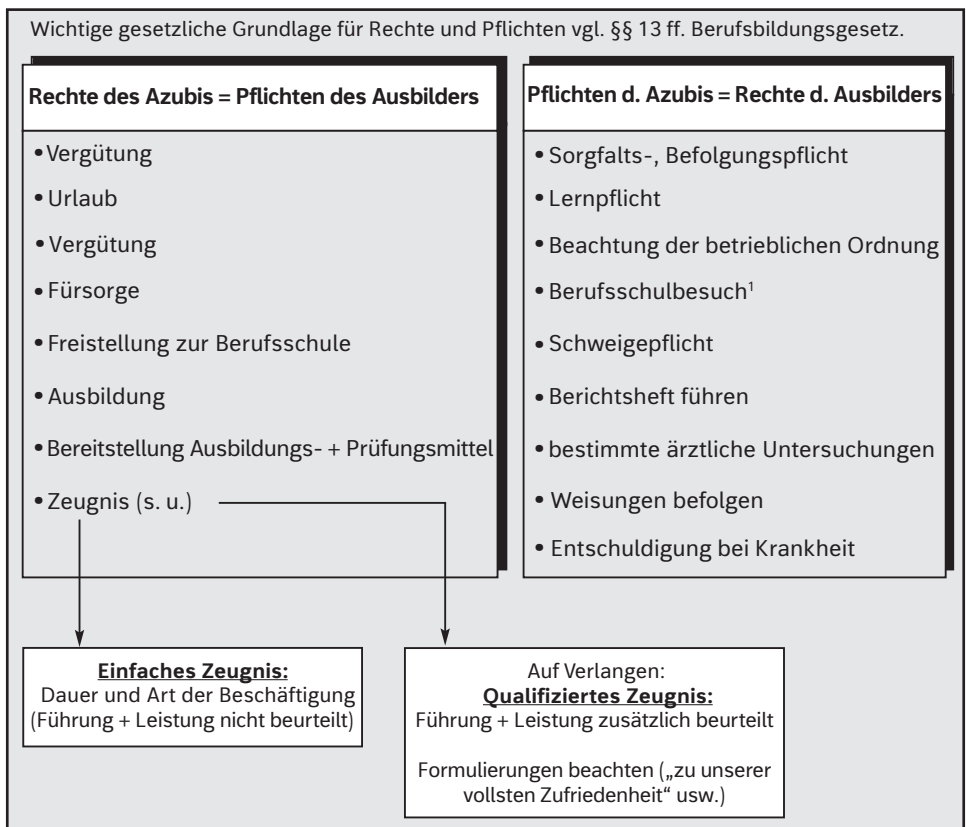 Wichtige gesetzliche Grundlage für Rechte und Pflichten vgl. §§ 13 ff. Berufsbildungsgesetz.
Rechte des Azubis = Pflichten des Ausbilders
• Vergütung
• Urlaub
• Vergütung
• Fürsorge
• Freistellung zur Berufsschule
• Ausbildung
• Bereitstellung Ausbildungs- + Prüfungsmittel
• Zeugnis (s. u.)
Pflichten d. Azubis = Rechte d. Ausbilders
• Sorgfalts-, Befolgungspflicht
• Lernpflicht
• Beachtung der betrieblichen Ordnung
• Berufsschulbesuch¹
• Schweigepflicht
• Berichtsheft führen
• bestimmte ärztliche Untersuchungen
• Weisungen befolgen
• Entschuldigung bei Krankheit
Einfaches Zeugnis:
Dauer und Art der Beschäftigung
(Führung + Leistung nicht beurteilt)
Auf Verlangen:
Qualifiziertes Zeugnis:
Führung + Leistung zusätzlich beurteilt
Formulierungen beachten („zu unserer
vollsten Zufriedenheit“ usw.)